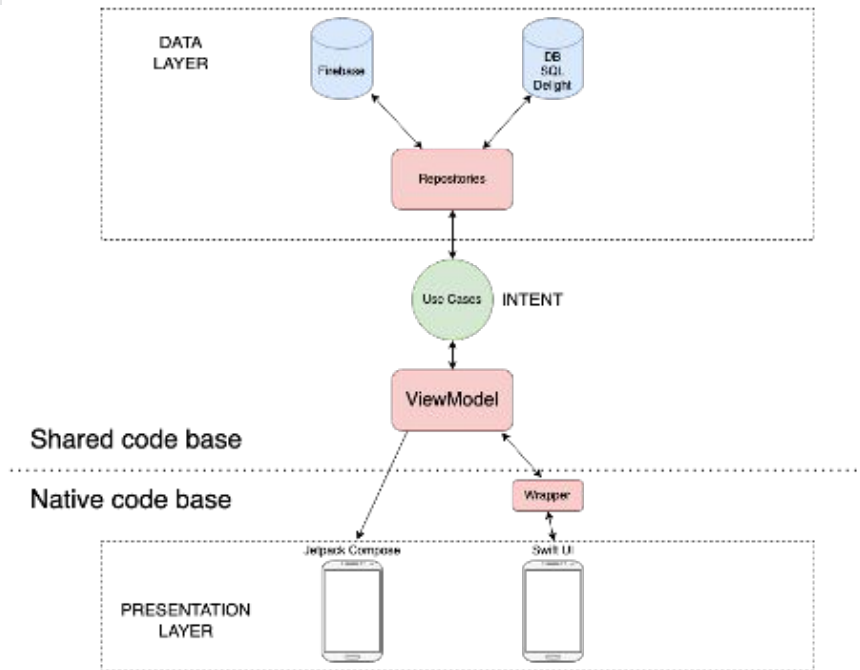 DATA
LAYER
Firebase
DB
SQL
Delight
Repositories
Use Cases
INTENT
ViewModel
Shared code base
Native code base
Wrapper
Jetpack Compose
Swift UI
PRESENTATION
LAYER